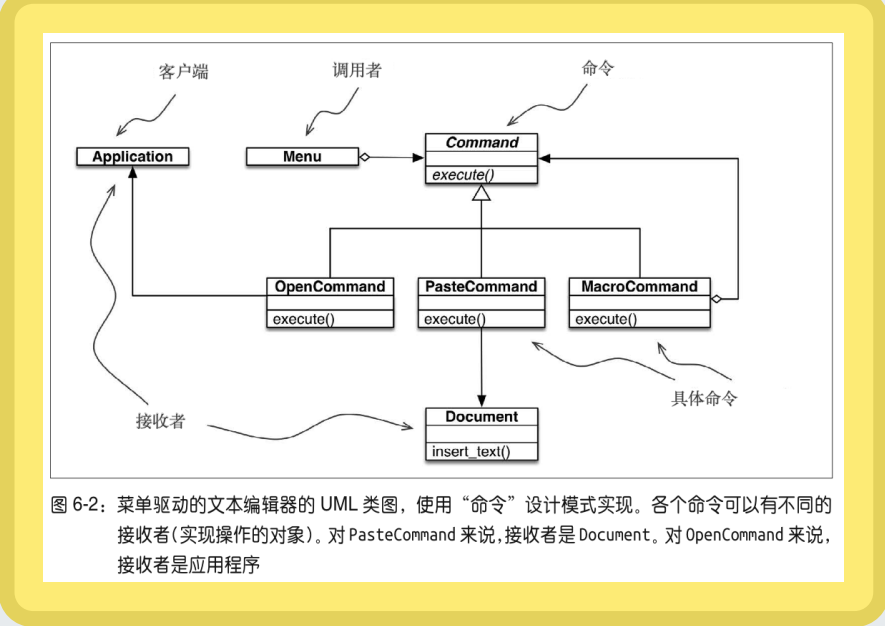 客户端
调用者
命令
Application
Menu
Command
execute()
OpenCommand
PasteCommand
MacroCommand
execute()
execute()
execute()
具体命令
接收者
Document
insert_text()
图 6-2：菜单驱动的文本编辑器的 UML 类图，使用“命令”设计模式实现。各个命令可以有不同的
接收者(实现操作的对象)。对 PasteCommand 来说，接收者是 Document。对 OpenCommand 来说，
接收者是应用程序